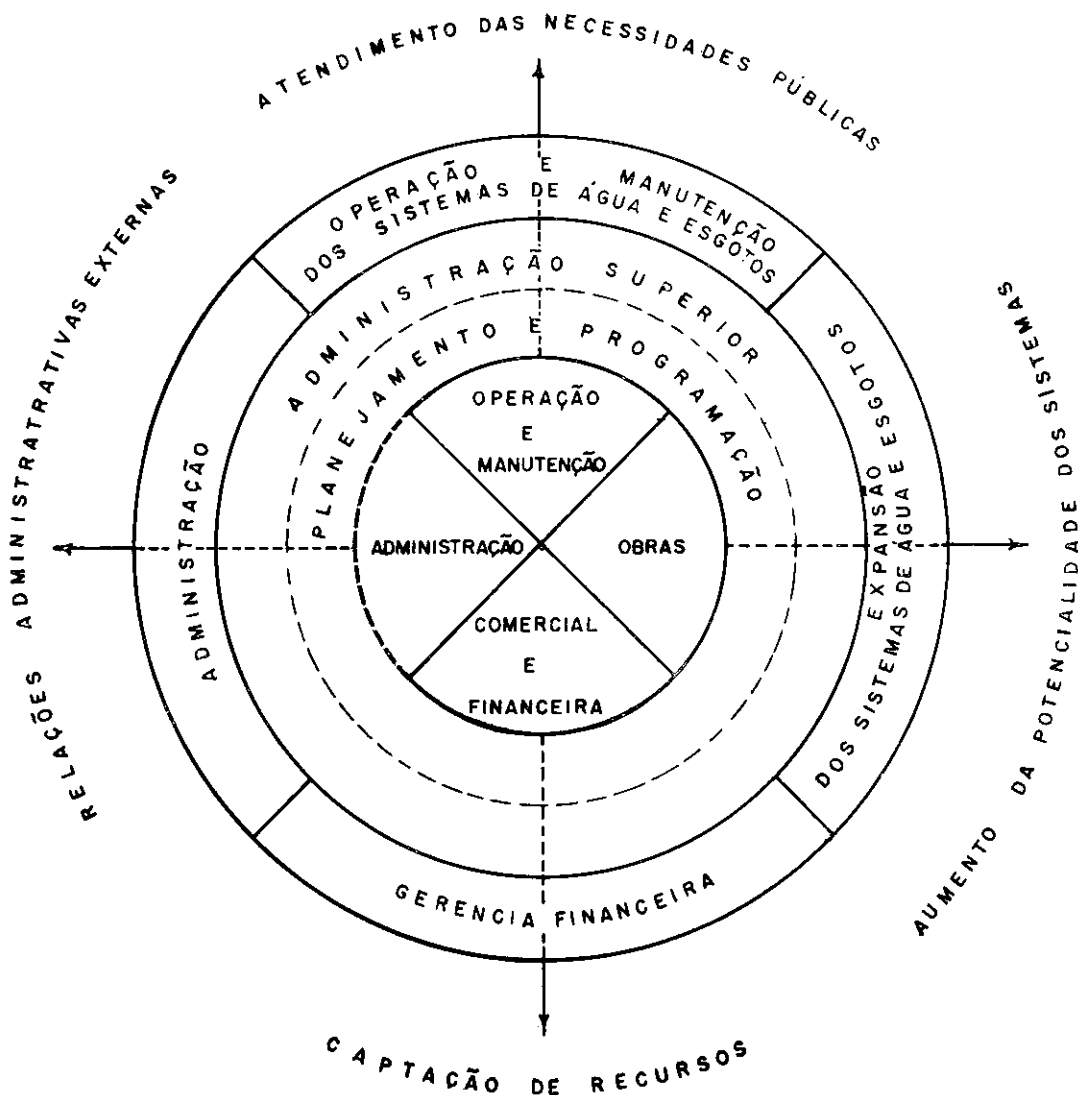 ATENDIMENTO DAS NECESSIDADES PÚBLICAS
RELAÇÕES ADMINISTRATRATIVAS EXTERNAS
AUMENTO DA POTENCIALIDADE DOS SISTEMAS
CAPTAÇÃO DE RECURSOS
OPERAÇÃO E MANUTENÇÃO
DOS SISTEMAS DE ÁGUA E ESGOTOS
ADMINISTRAÇÃO
EXPANSÃO
DOS SISTEMAS DE ÁGUA E ESGOTOS
GERENCIA FINANCEIRA
ADMINISTRAÇÃO SUPERIOR
PLANEJAMENTO E PROGRAMAÇÃO
OPERAÇÃO
E
MANUTENÇÃO
ADMINISTRAÇÃO
OBRAS
COMERCIAL
E
FINANCEIRA